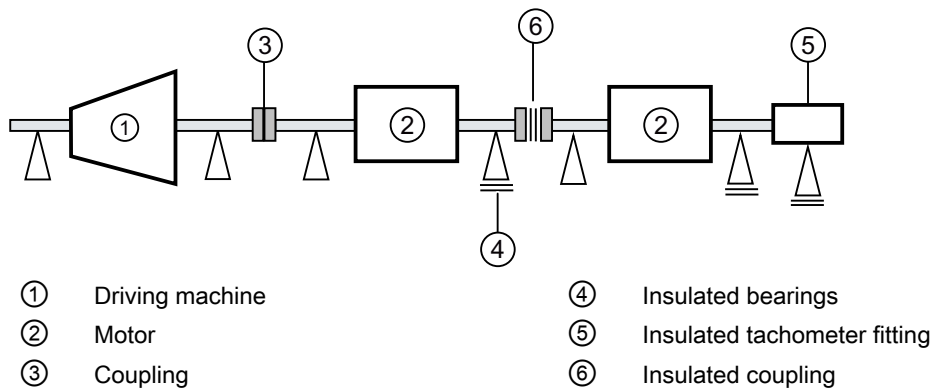 ③ ⑥ ⑤
① ② ②
④
① Driving machine ④ Insulated bearings
② Motor ⑤ Insulated tachometer fitting
③ Coupling ⑥ Insulated coupling